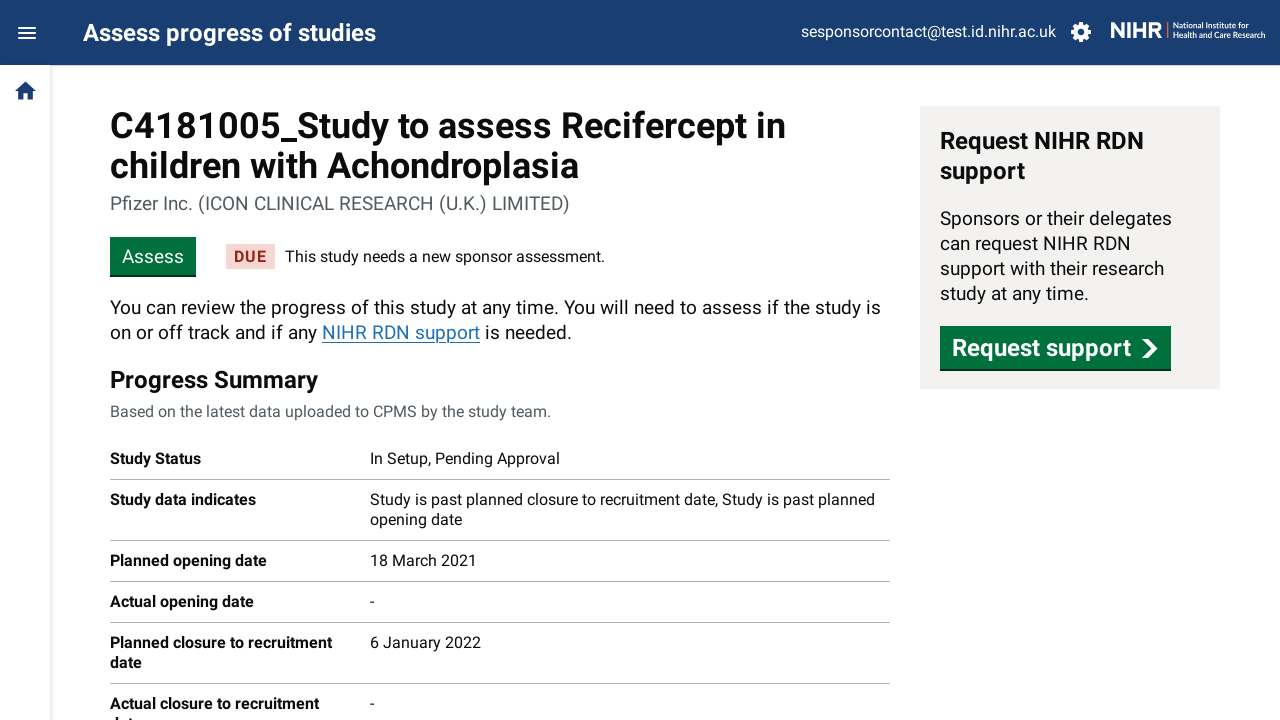 Assess progress of studies
sesponsorcontact@test.id.nihr.ac.uk
NIHR
National Institute for
Health and Care Research
C4181005_Study to assess Recifercept in
children with Achondroplasia
Pfizer Inc. (ICON CLINICAL RESEARCH (U.K.) LIMITED)
Assess
DUE
This study needs a new sponsor assessment.
You can review the progress of this study at any time. You will need to assess if the study is
on or off track and if any NIHR RDN support is needed.
Progress Summary
Based on the latest data uploaded to CPMS by the study team.
Study Status
In Setup, Pending Approval
Study data indicates
Study is past planned closure to recruitment date, Study is past planned
opening date
Planned opening date
18 March 2021
Actual opening date
-
Planned closure to recruitment
date
6 January 2022
Actual closure to recruitment
-
Request NIHR RDN
support
Sponsors or their delegates
can request NIHR RDN
support with their research
study at any time.
Request support